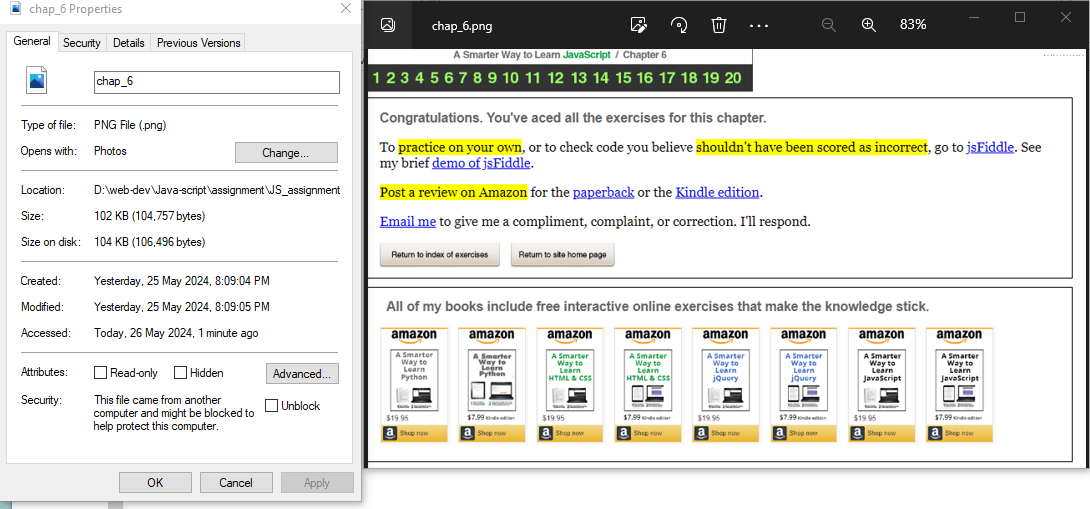 chap_6 Properties
General
Security
Details
Previous Versions
chap_6
Type of file: PNG File (.png)
Opens with: Photos
Change...
Location: D:\web-dev\Java-script\assignment\JS_assignment
Size: 102 KB (104,757 bytes)
Size on disk: 104 KB (106,496 bytes)
Created: Yesterday, 25 May 2024, 8:09:04 PM
Modified: Yesterday, 25 May 2024, 8:09:05 PM
Accessed: Today, 26 May 2024, 1 minute ago
Attributes: Read-only Hidden
Advanced...
Security: This file came from another
computer and might be blocked to
help protect this computer.
Unblock
OK
Cancel
Apply
chap_6.png
83%
A Smarter Way to Learn JavaScript / Chapter 6
1 2 3 4 5 6 7 8 9 10 11 12 13 14 15 16 17 18 19 20
Congratulations. You've aced all the exercises for this chapter.
To practice on your own, or to check code you believe shouldn't have been scored as incorrect, go to jsFiddle. See
my brief demo of jsFiddle.
Post a review on Amazon for the paperback or the Kindle edition.
Email me to give me a compliment, complaint, or correction. I'll respond.
Return to index of exercises
Return to site home page
All of my books include free interactive online exercises that make the knowledge stick.
amazon
A Smarter
Way to
Learn
Python
$19.95
a Shop now
amazon
A Smarter
Way to
Learn
Python
$7.99 Kindle edition
a Shop now
amazon
A Smarter
Way to
Learn
HTML & CSS
$19.95
a Shop now
amazon
A Smarter
Way to
Learn
HTML & CSS
$7.99 Kindle edition
a Shop now
amazon
A Smarter
Way to
Learn
jQuery
$19.95
a Shop now
amazon
A Smarter
Way to
Learn
jQuery
$7.99 Kindle edition
a Shop now
amazon
A Smarter
Way to
Learn
JavaScript
$19.95
a Shop now
amazon
A Smarter
Way to
Learn
JavaScript
$7.99 Kindle edition
a Shop now